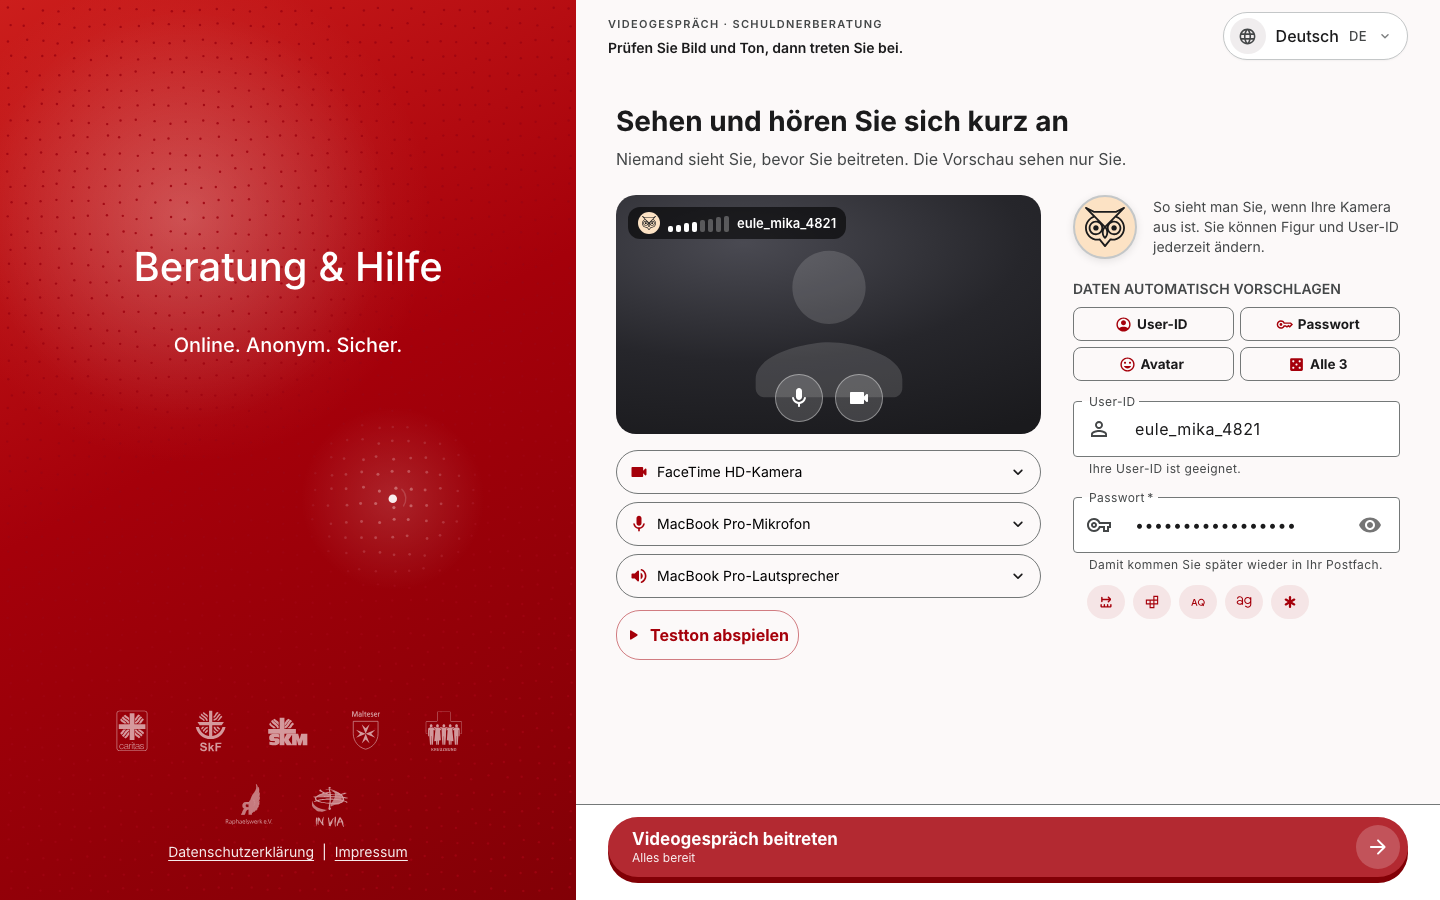 Beratung & Hilfe
Online. Anonym. Sicher.
caritas
SkF
SKM
Malteser
KREUZBUND
Raphaelswerk e.V.
IN VIA
Datenschutzerklärung | Impressum
VIDEOGESPRÄCH · SCHULDNERBERATUNG
Prüfen Sie Bild und Ton, dann treten Sie bei.
Deutsch DE
Sehen und hören Sie sich kurz an
Niemand sieht Sie, bevor Sie beitreten. Die Vorschau sehen nur Sie.
eule_mika_4821
FaceTime HD-Kamera
MacBook Pro-Mikrofon
MacBook Pro-Lautsprecher
Testton abspielen
So sieht man Sie, wenn Ihre Kamera
aus ist. Sie können Figur und User-ID
jederzeit ändern.
DATEN AUTOMATISCH VORSCHLAGEN
User-ID
Passwort
Avatar
Alle 3
User-ID
eule_mika_4821
Ihre User-ID ist geeignet.
Passwort *
•••••••••••••••••
Damit kommen Sie später wieder in Ihr Postfach.
AQ
ag
Videogespräch beitreten
Alles bereit